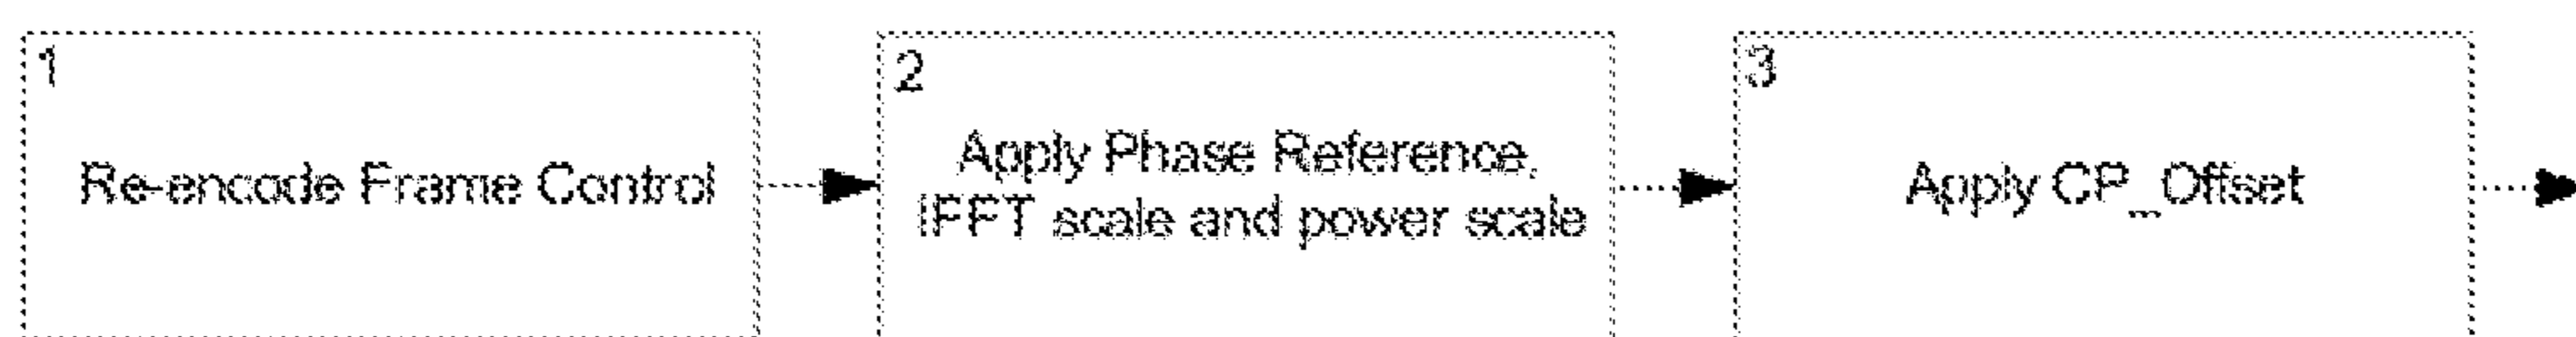 1
Re-encode Frame Control
2
Apply Phase Reference,
IFFT scale and power scale
3
Apply CP_Offset